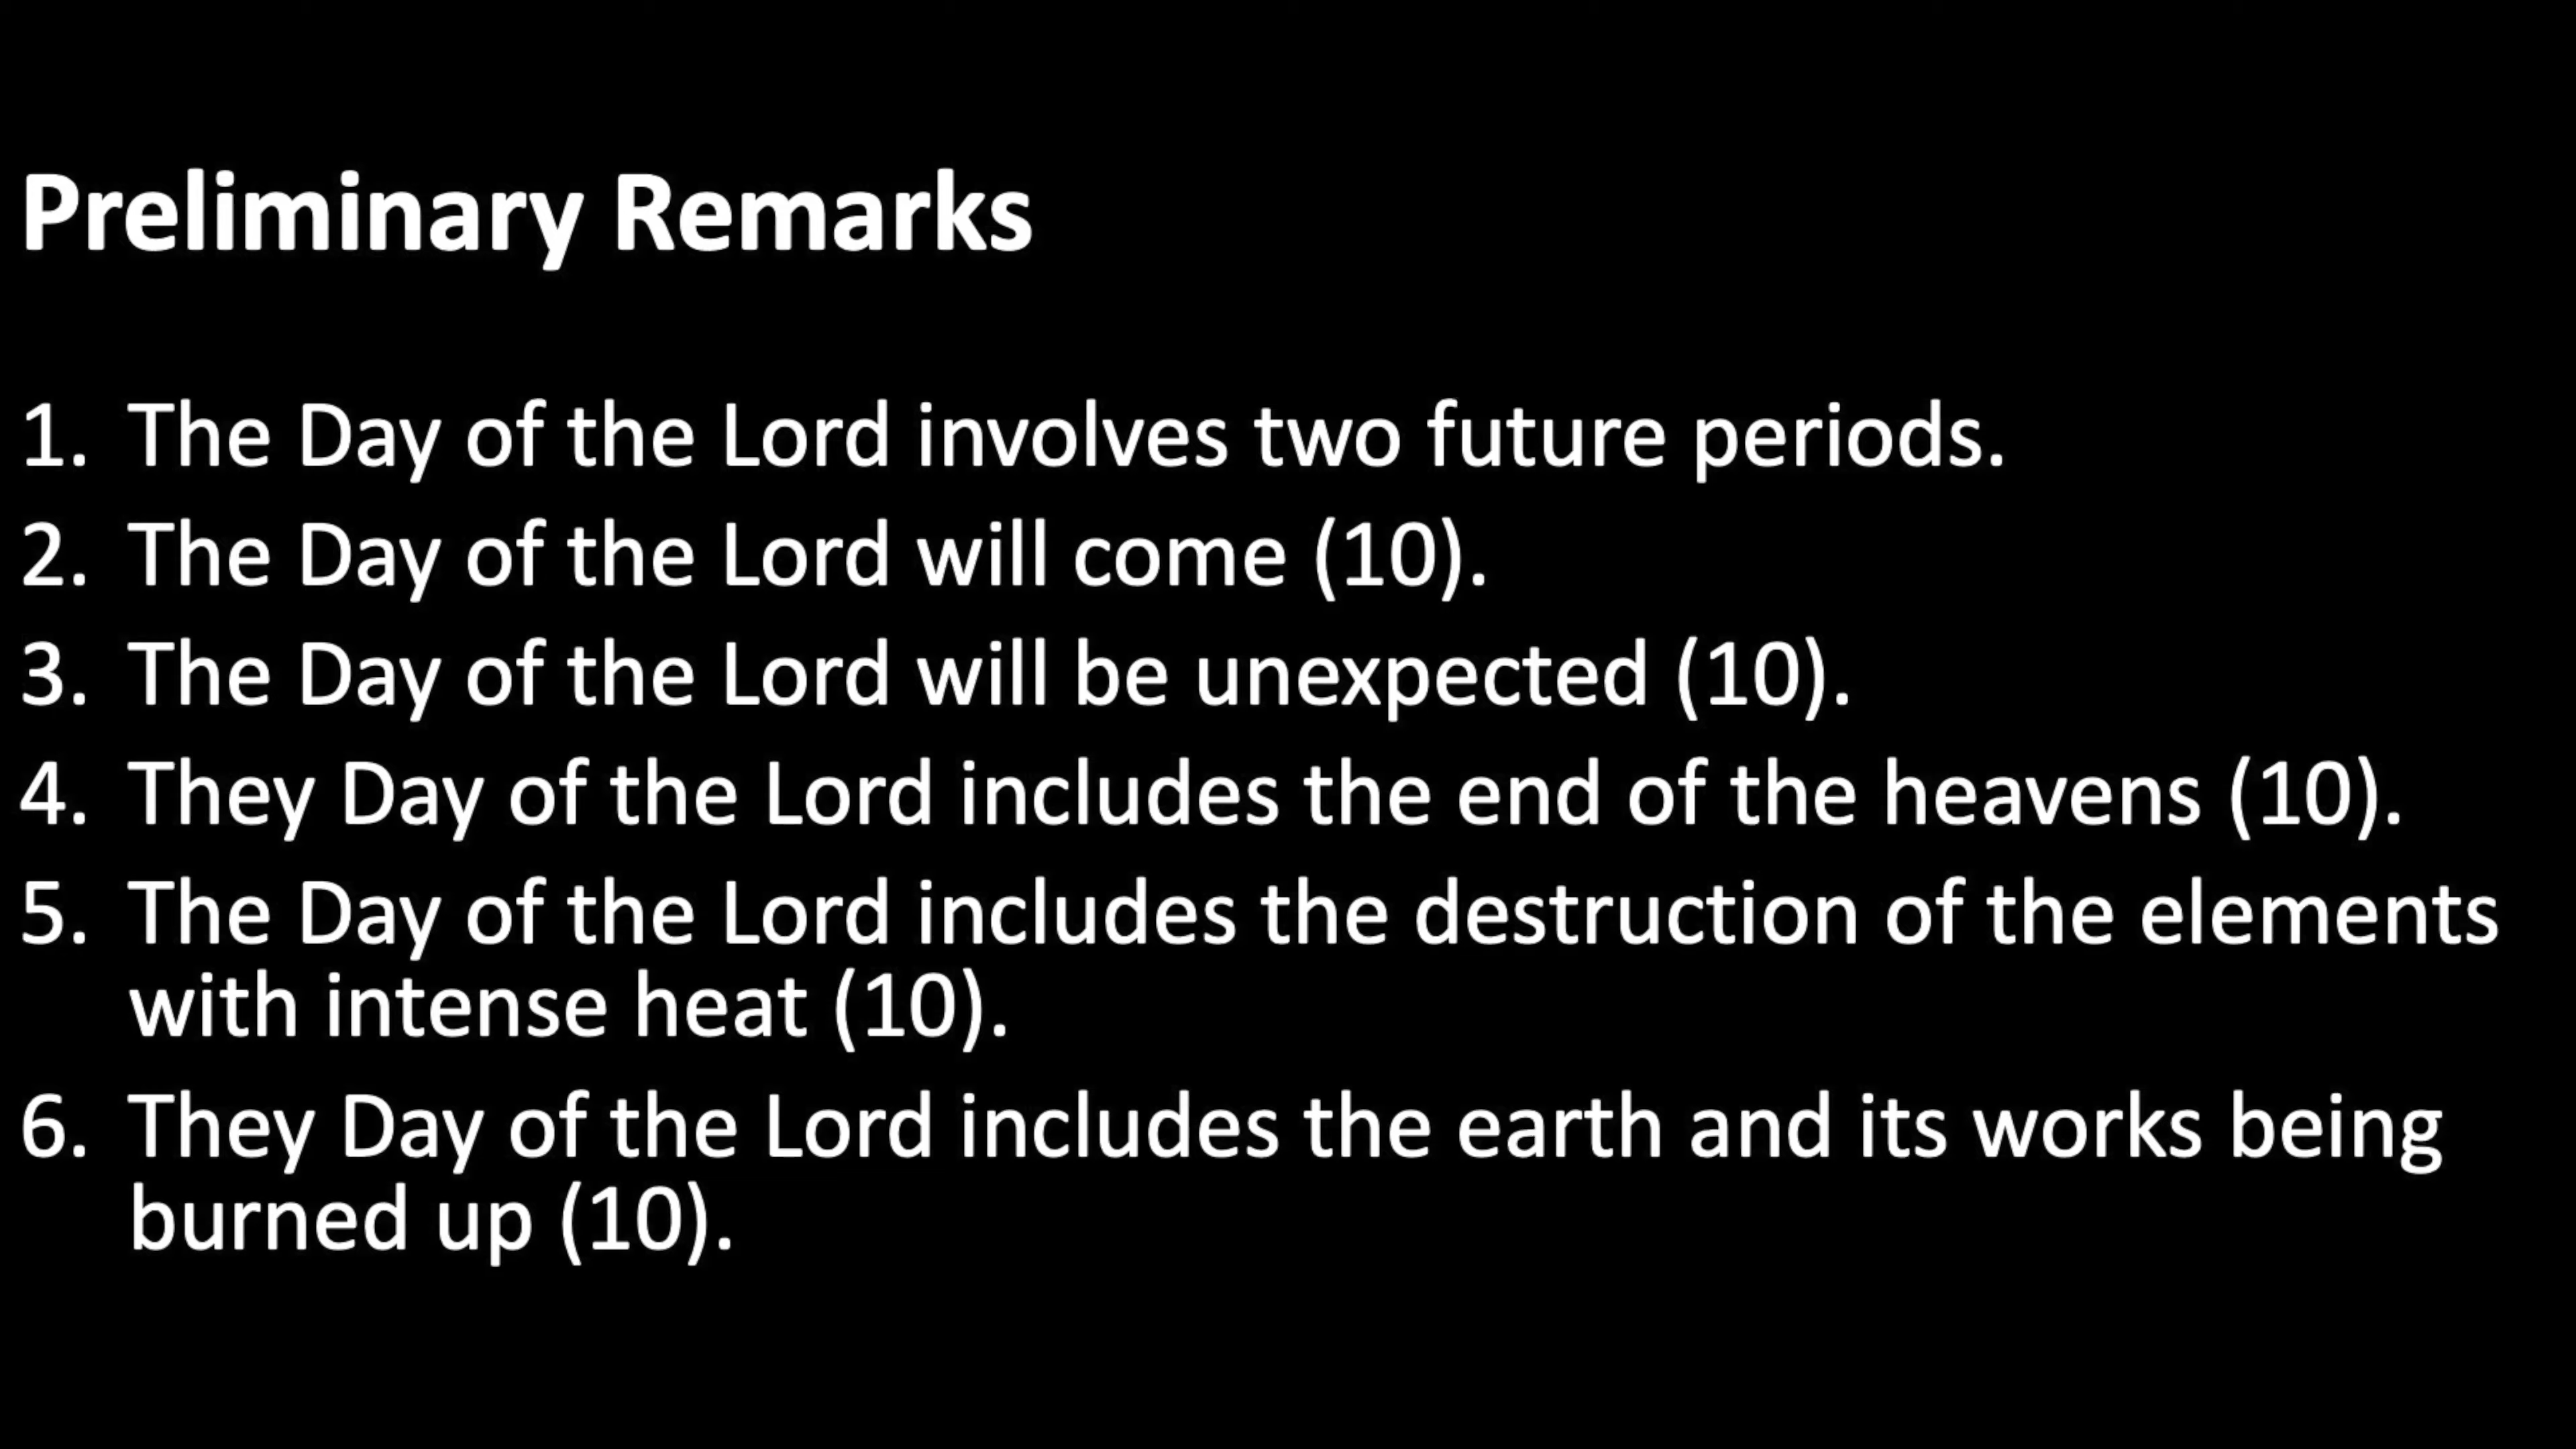 Preliminary Remarks
1. The Day of the Lord involves two future periods.
2. The Day of the Lord will come (10).
3. The Day of the Lord will be unexpected (10).
4. They Day of the Lord includes the end of the heavens (10).
5. The Day of the Lord includes the destruction of the elements
with intense heat (10).
6. They Day of the Lord includes the earth and its works being
burned up (10).